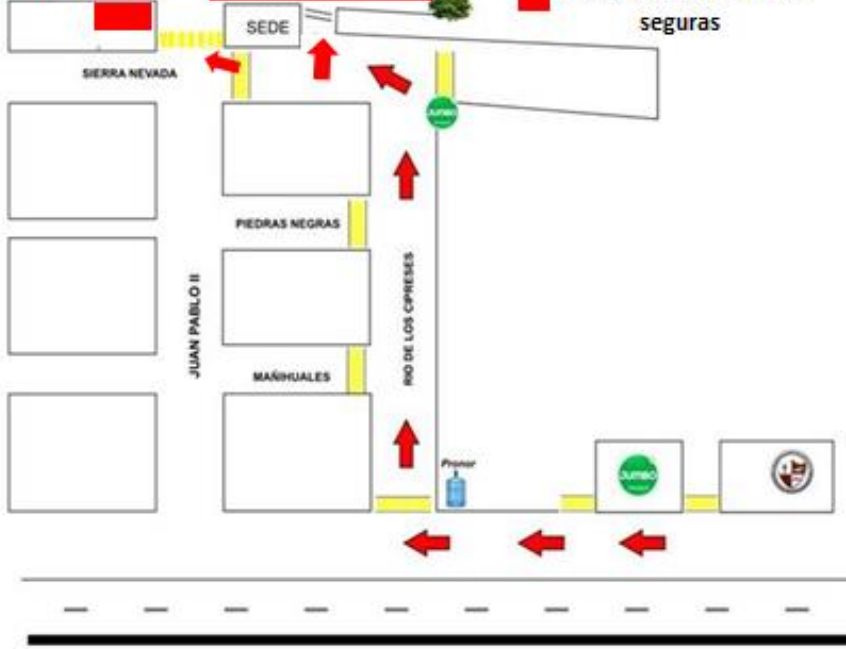 seguras
SEDE
SIERRA NEVADA
JUMBO
PIEDRAS NEGRAS
JUAN PABLO II
RIO DE LOS CIPRESES
MAÑIHUALES
Pronor
JUMBO